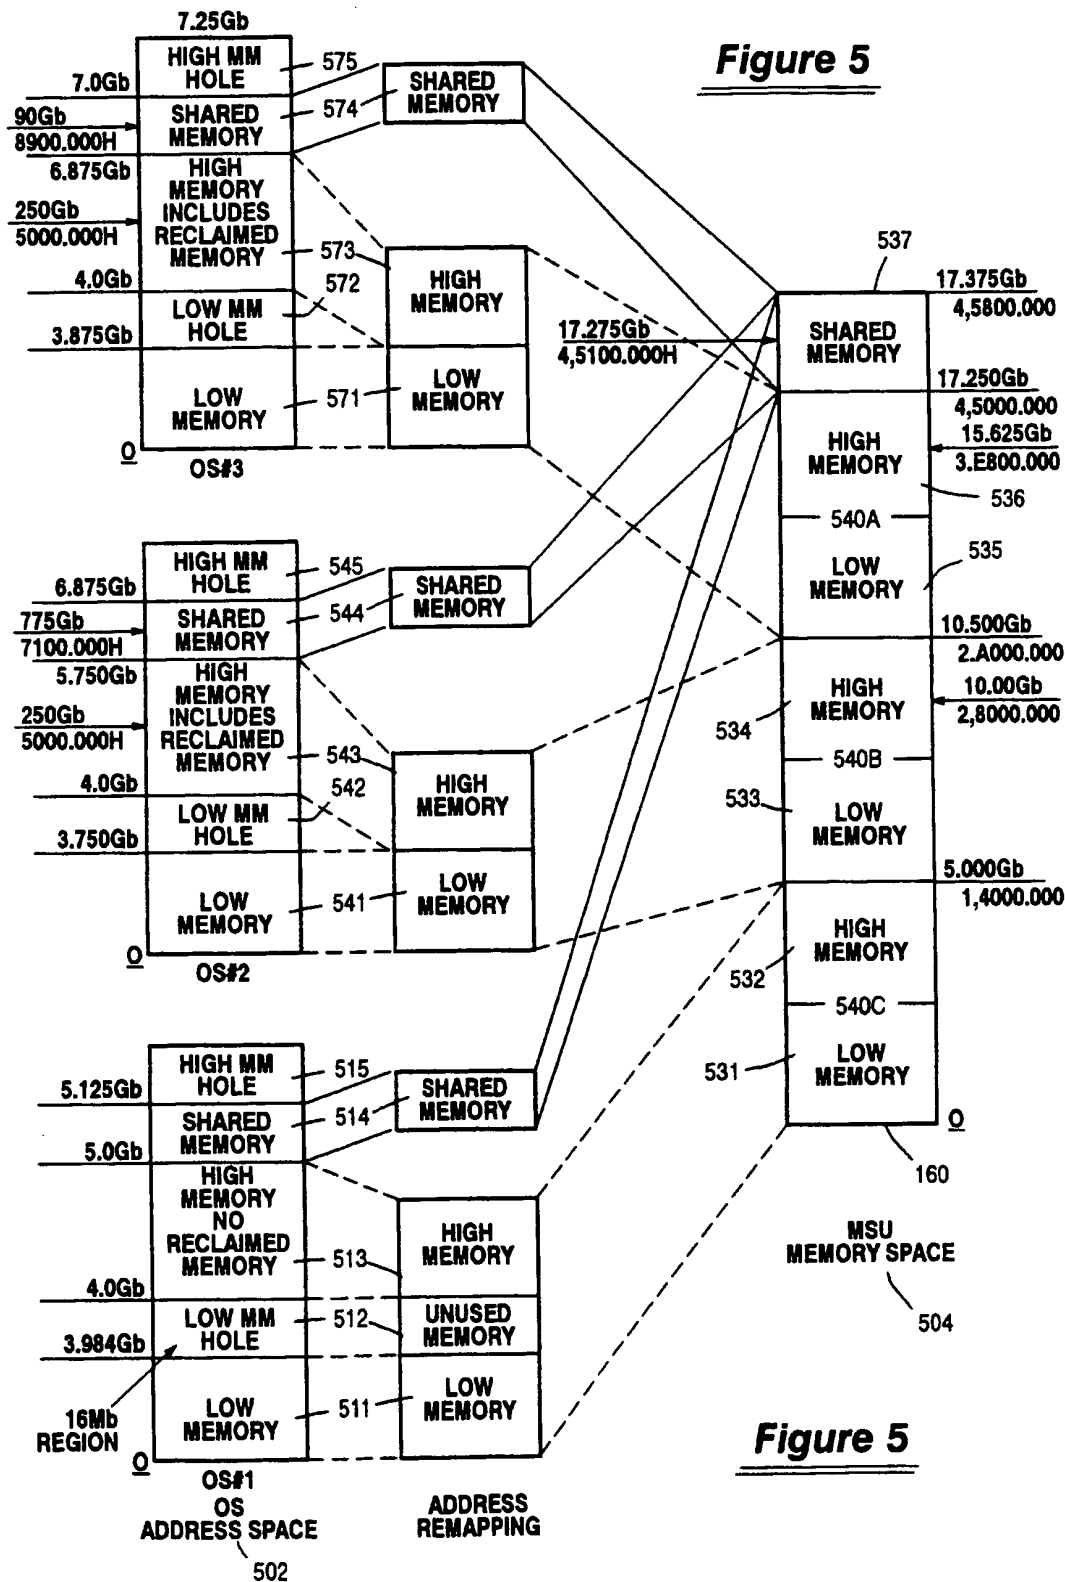 Figure 5
7.25Gb
HIGH MM
HOLE
575
7.0Gb
SHARED
MEMORY
574
SHARED
MEMORY
90Gb
8900.000H
6.875Gb
HIGH
MEMORY
INCLUDES
RECLAIMED
MEMORY
250Gb
5000.000H
573
HIGH
MEMORY
4.0Gb
LOW MM
HOLE
572
3.875Gb
LOW
MEMORY
571
LOW
MEMORY
0
OS#3
HIGH MM
HOLE
545
6.875Gb
SHARED
MEMORY
544
SHARED
MEMORY
775Gb
7100.000H
5.750Gb
HIGH
MEMORY
INCLUDES
RECLAIMED
MEMORY
250Gb
5000.000H
543
HIGH
MEMORY
4.0Gb
LOW MM
HOLE
542
3.750Gb
LOW
MEMORY
541
LOW
MEMORY
0
OS#2
HIGH MM
HOLE
515
5.125Gb
SHARED
MEMORY
514
SHARED
MEMORY
5.0Gb
HIGH
MEMORY
NO
RECLAIMED
MEMORY
513
HIGH
MEMORY
4.0Gb
LOW MM
HOLE
512
UNUSED
MEMORY
3.984Gb
16Mb
REGION
LOW
MEMORY
511
LOW
MEMORY
0
OS#1
OS
ADDRESS SPACE
502
ADDRESS
REMAPPING
537
17.375Gb
4,5800.000
SHARED
MEMORY
17.275Gb
4,5100.000H
17.250Gb
4,5000.000
HIGH
MEMORY
15.625Gb
3.E800.000
536
540A
LOW
MEMORY
535
10.500Gb
2.A000.000
HIGH
MEMORY
534
10.00Gb
2,8000.000
540B
533
LOW
MEMORY
5.000Gb
1,4000.000
HIGH
MEMORY
532
540C
531
LOW
MEMORY
0
160
MSU
MEMORY SPACE
504
Figure 5